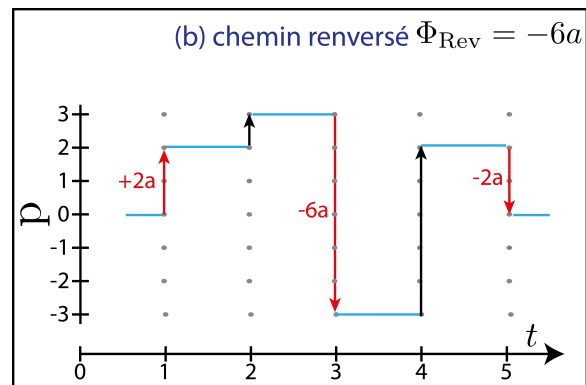 (b) chemin renversé Φ_Rev = −6a
3
2
+2a
-2a
1
0
-6a
p
-1
-2
-3
t
0 1 2 3 4 5